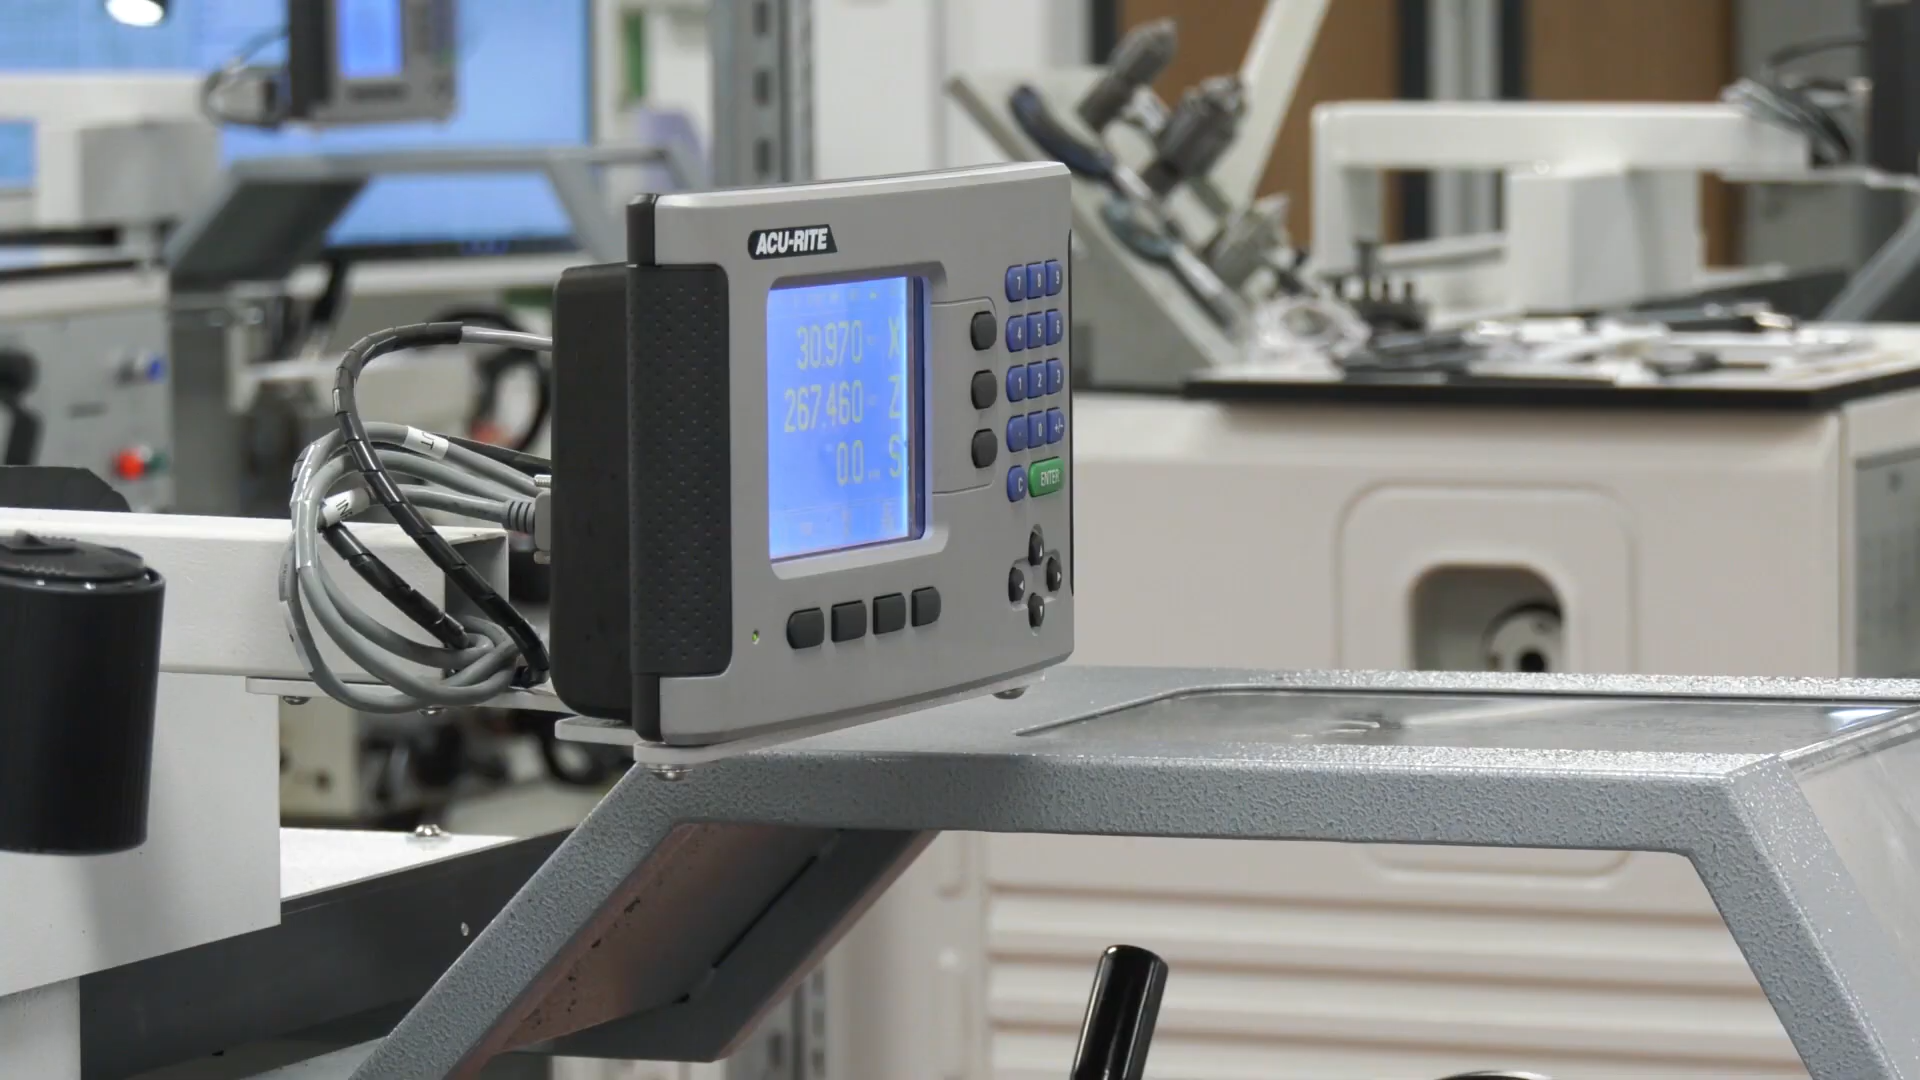 ACU-RITE
30.970 X
267.460 Z
0.0 S
7 8 9
4 5 6
1 2 3
. 0 +/-
C ENTER